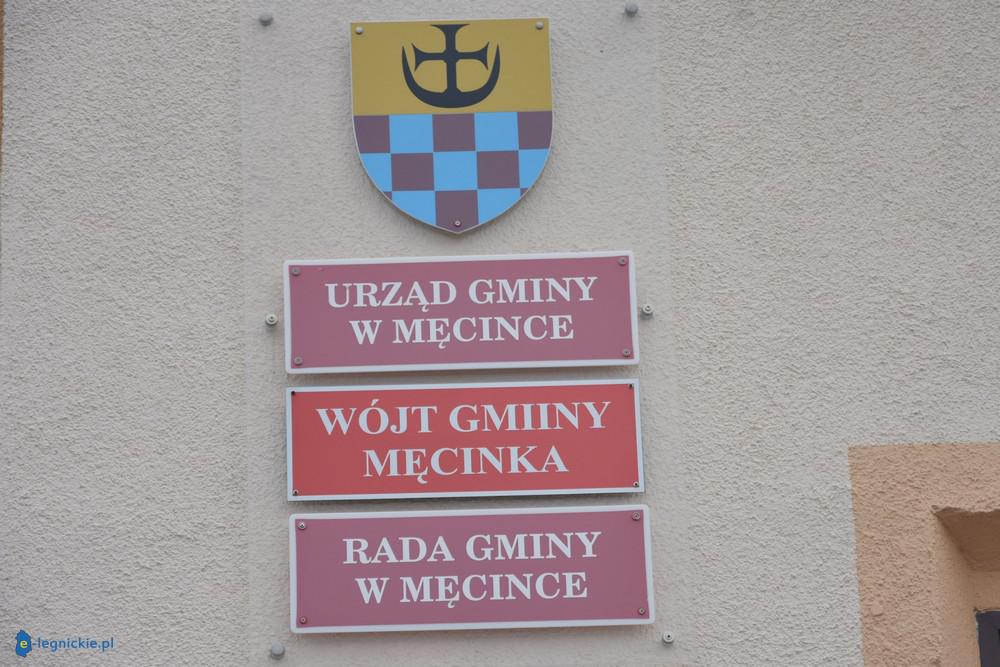 URZĄD GMINY
W MĘCINCE
WÓJT GMIINY
MĘCINKA
RADA GMINY
W MĘCINCE
e-legnickie.pl